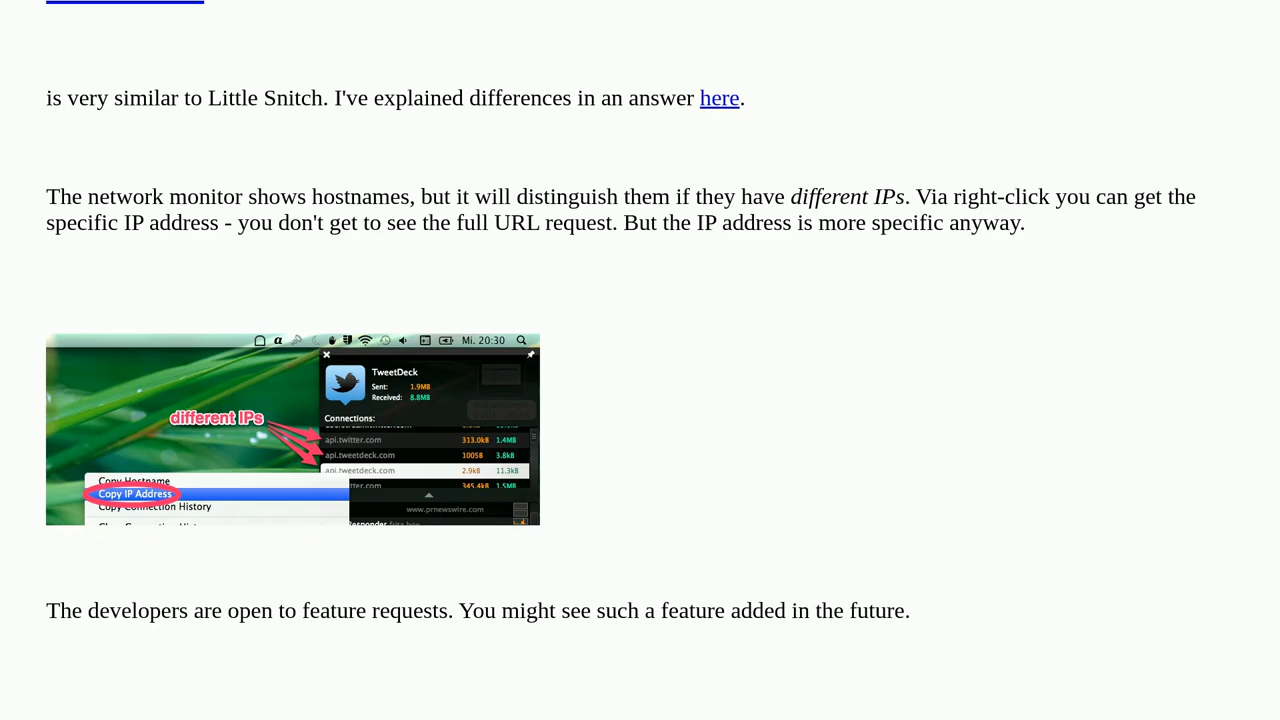 is very similar to Little Snitch. I've explained differences in an answer here.
The network monitor shows hostnames, but it will distinguish them if they have different IPs. Via right-click you can get the
specific IP address - you don't get to see the full URL request. But the IP address is more specific anyway.
Mi. 20:30
TweetDeck
Sent: 1.9MB
Received: 8.8MB
Connections:
different IPs
api.twitter.com 313.0kB 1.4MB
api.tweetdeck.com 1005B 3.8kB
api.tweetdeck.com 2.9kB 11.3kB
Copy Hostname
345.4kB 1.5MB
Copy IP Address
Copy Connection History
www.prnewswire.com
The developers are open to feature requests. You might see such a feature added in the future.